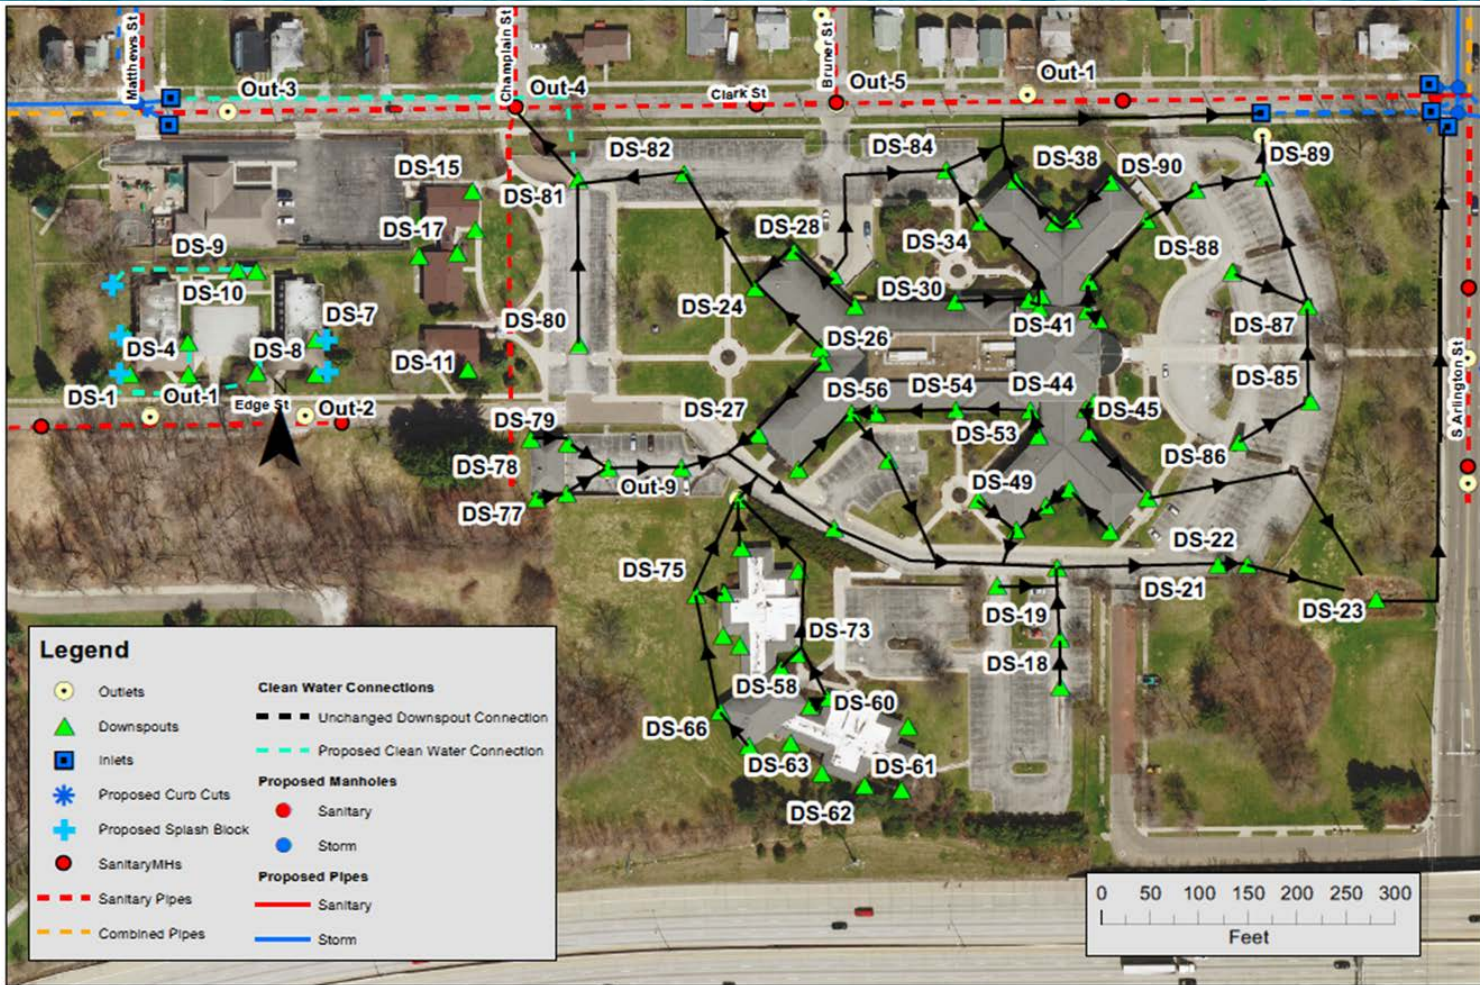 Matthews St
Champlain St
Bruner St
Out-3
Out-4
Clark St
Out-5
Out-1
DS-15
DS-81
DS-82
DS-84
DS-38
DS-90
DS-89
DS-17
DS-9
DS-10
DS-28
DS-34
DS-88
DS-24
DS-30
DS-7
DS-80
DS-41
DS-87
DS-4
DS-8
DS-26
DS-11
DS-1
Out-1
Edge St
Out-2
DS-56
DS-54
DS-44
DS-85
S Arlington St
DS-79
DS-27
DS-53
DS-45
DS-78
Out-9
DS-49
DS-86
DS-77
DS-75
DS-22
DS-21
DS-19
DS-23
DS-73
DS-18
DS-58
DS-60
DS-66
DS-63
DS-61
DS-62
Legend
Outlets
Downspouts
Inlets
Proposed Curb Cuts
Proposed Splash Block
SanitaryMHs
Sanitary Pipes
Combined Pipes
Clean Water Connections
Unchanged Downspout Connection
Proposed Clean Water Connection
Proposed Manholes
Sanitary
Storm
Proposed Pipes
Sanitary
Storm
0 50 100 150 200 250 300
Feet